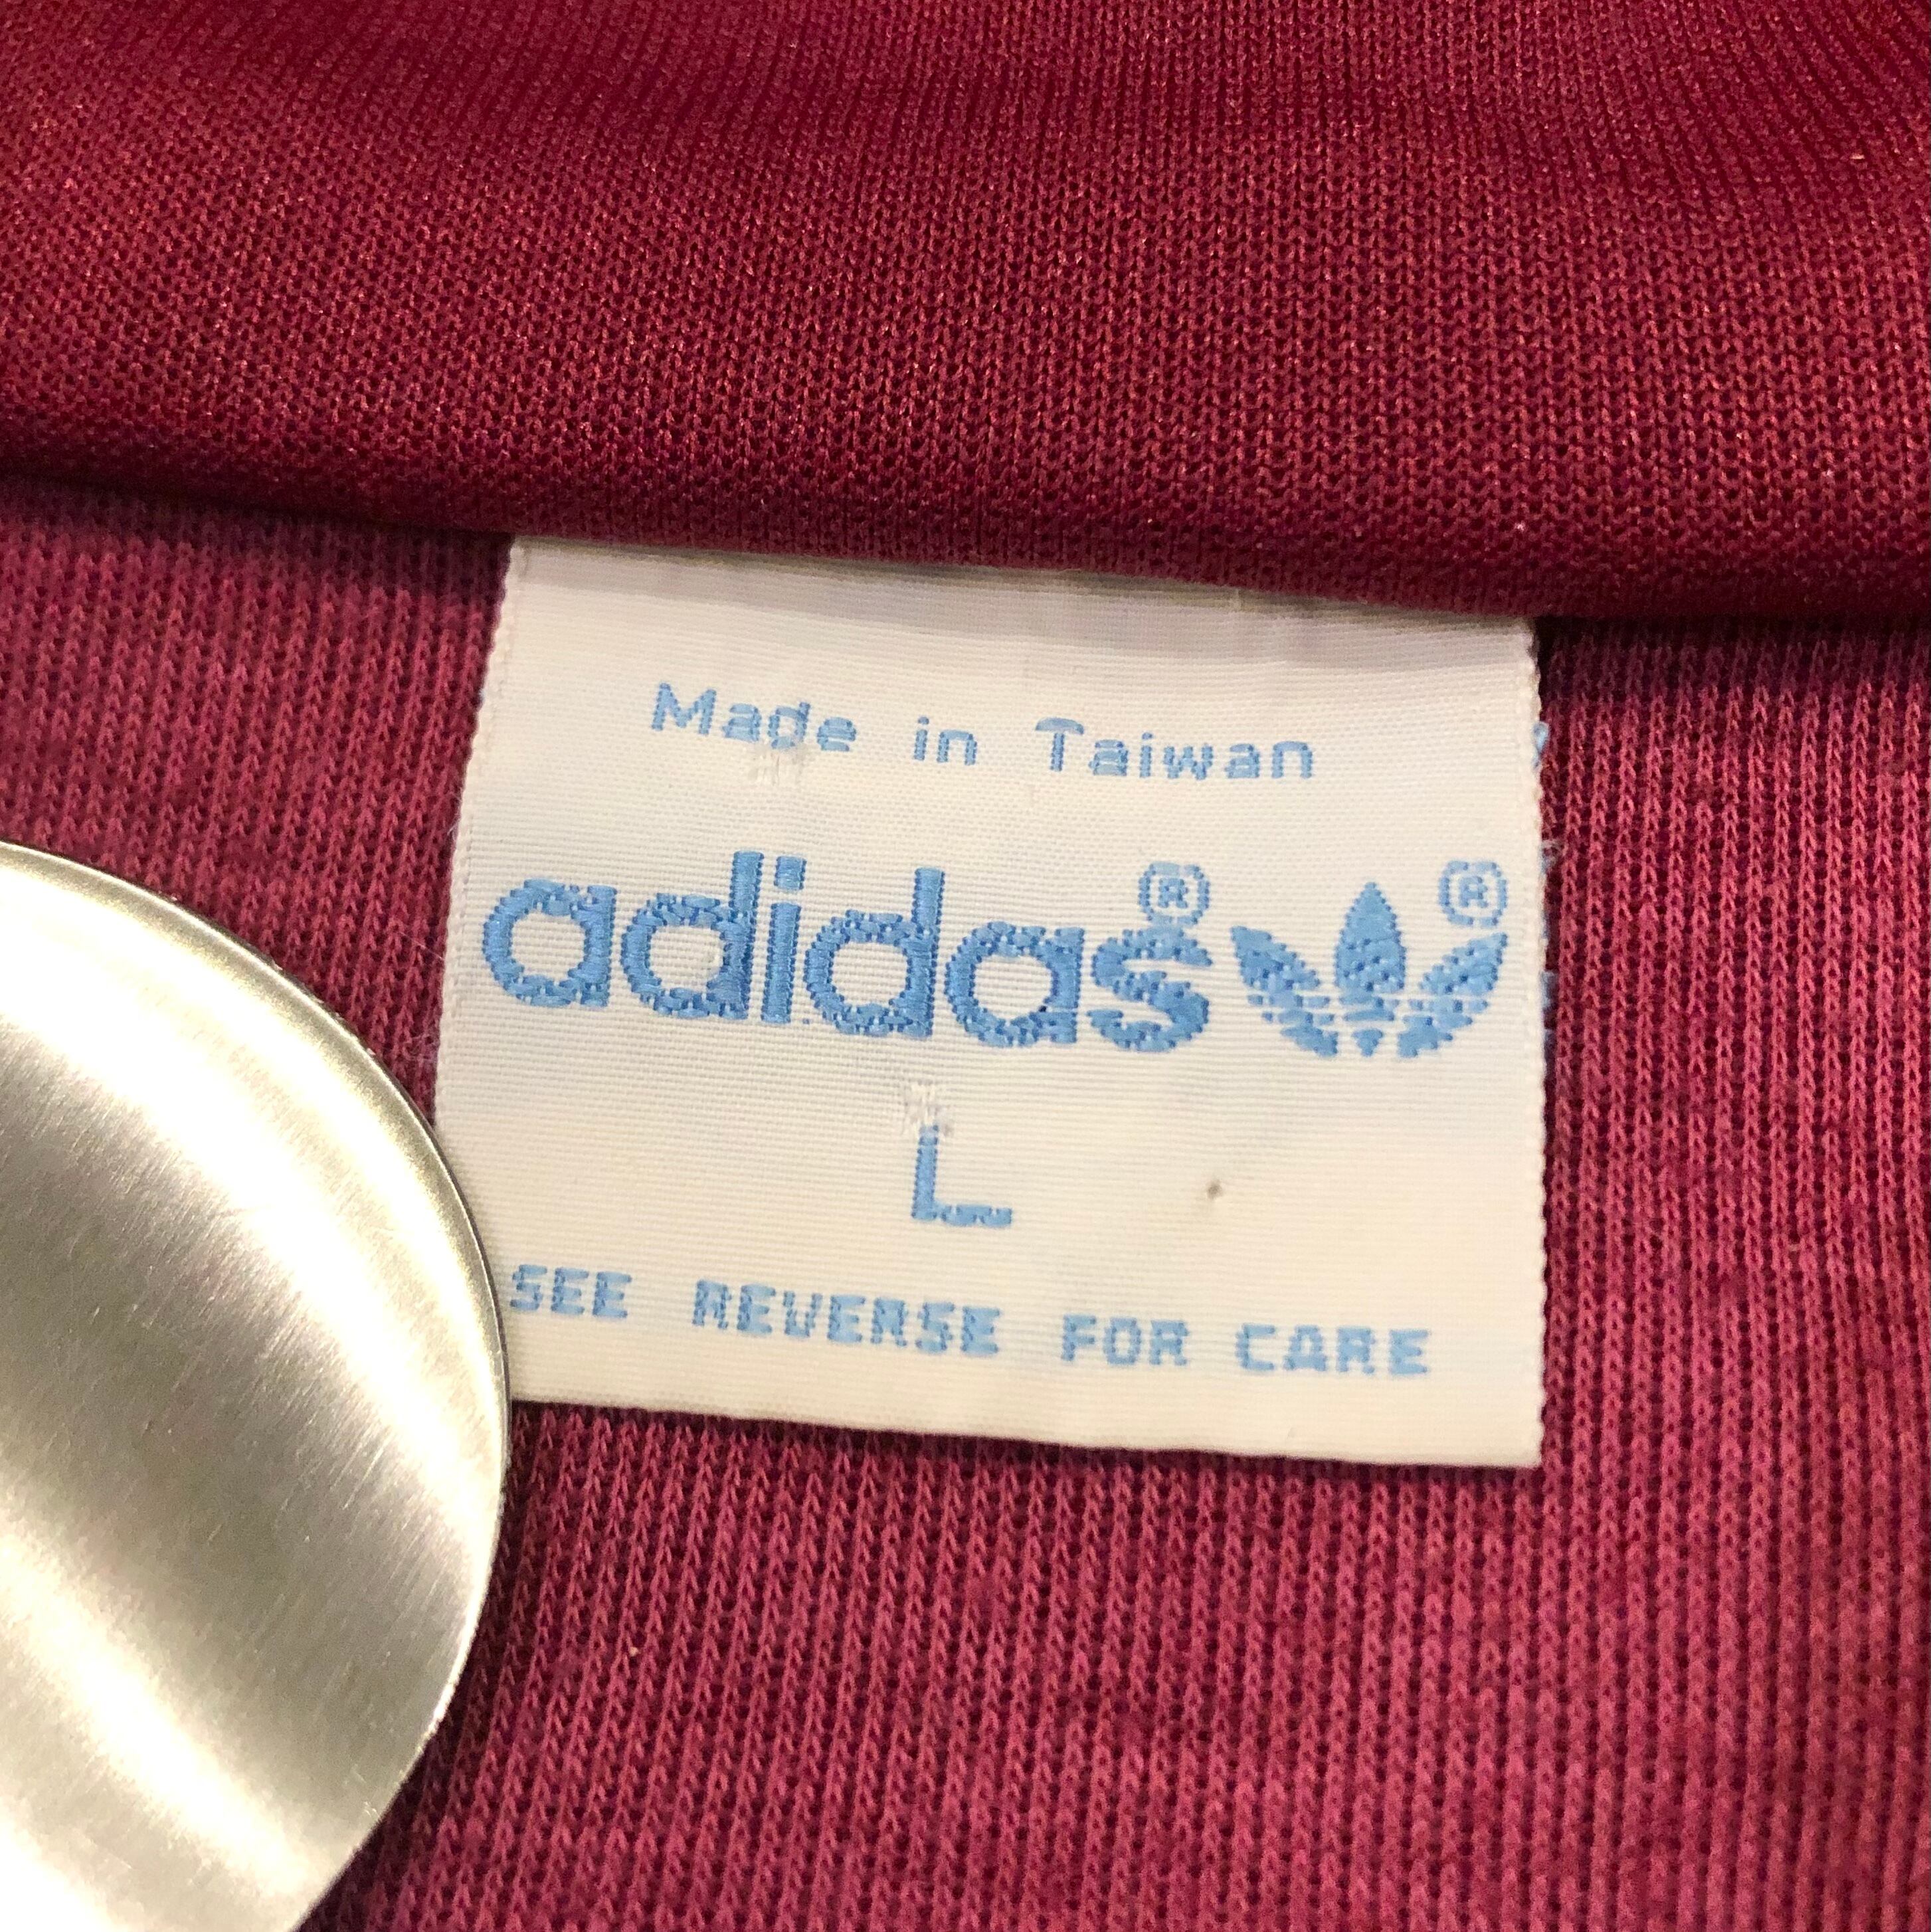 Made in Taiwan
adidas® ®
L
SEE REVERSE FOR CARE